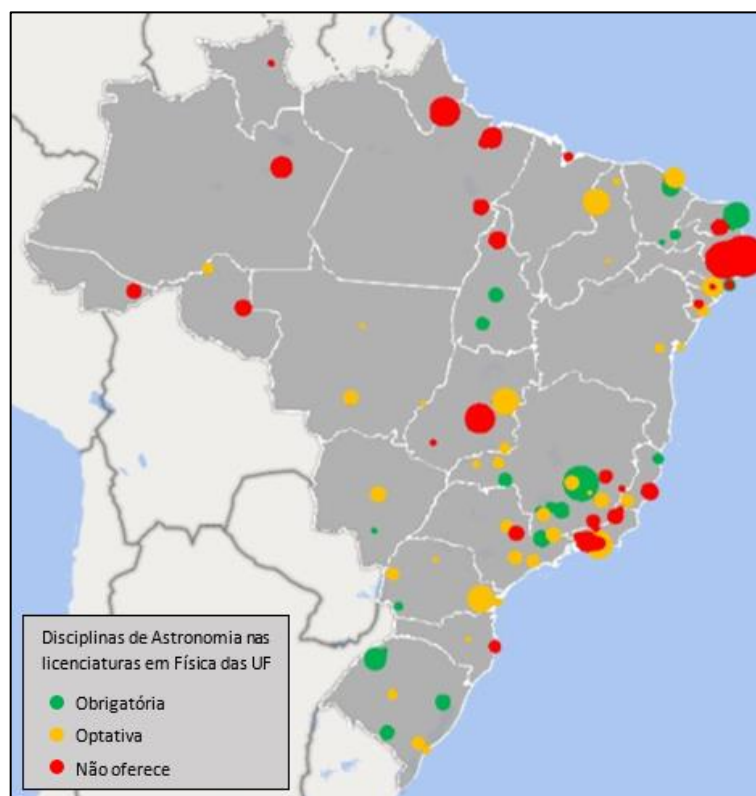 Disciplinas de Astronomia nas
licenciaturas em Física das UF
Obrigatória
Optativa
Não oferece